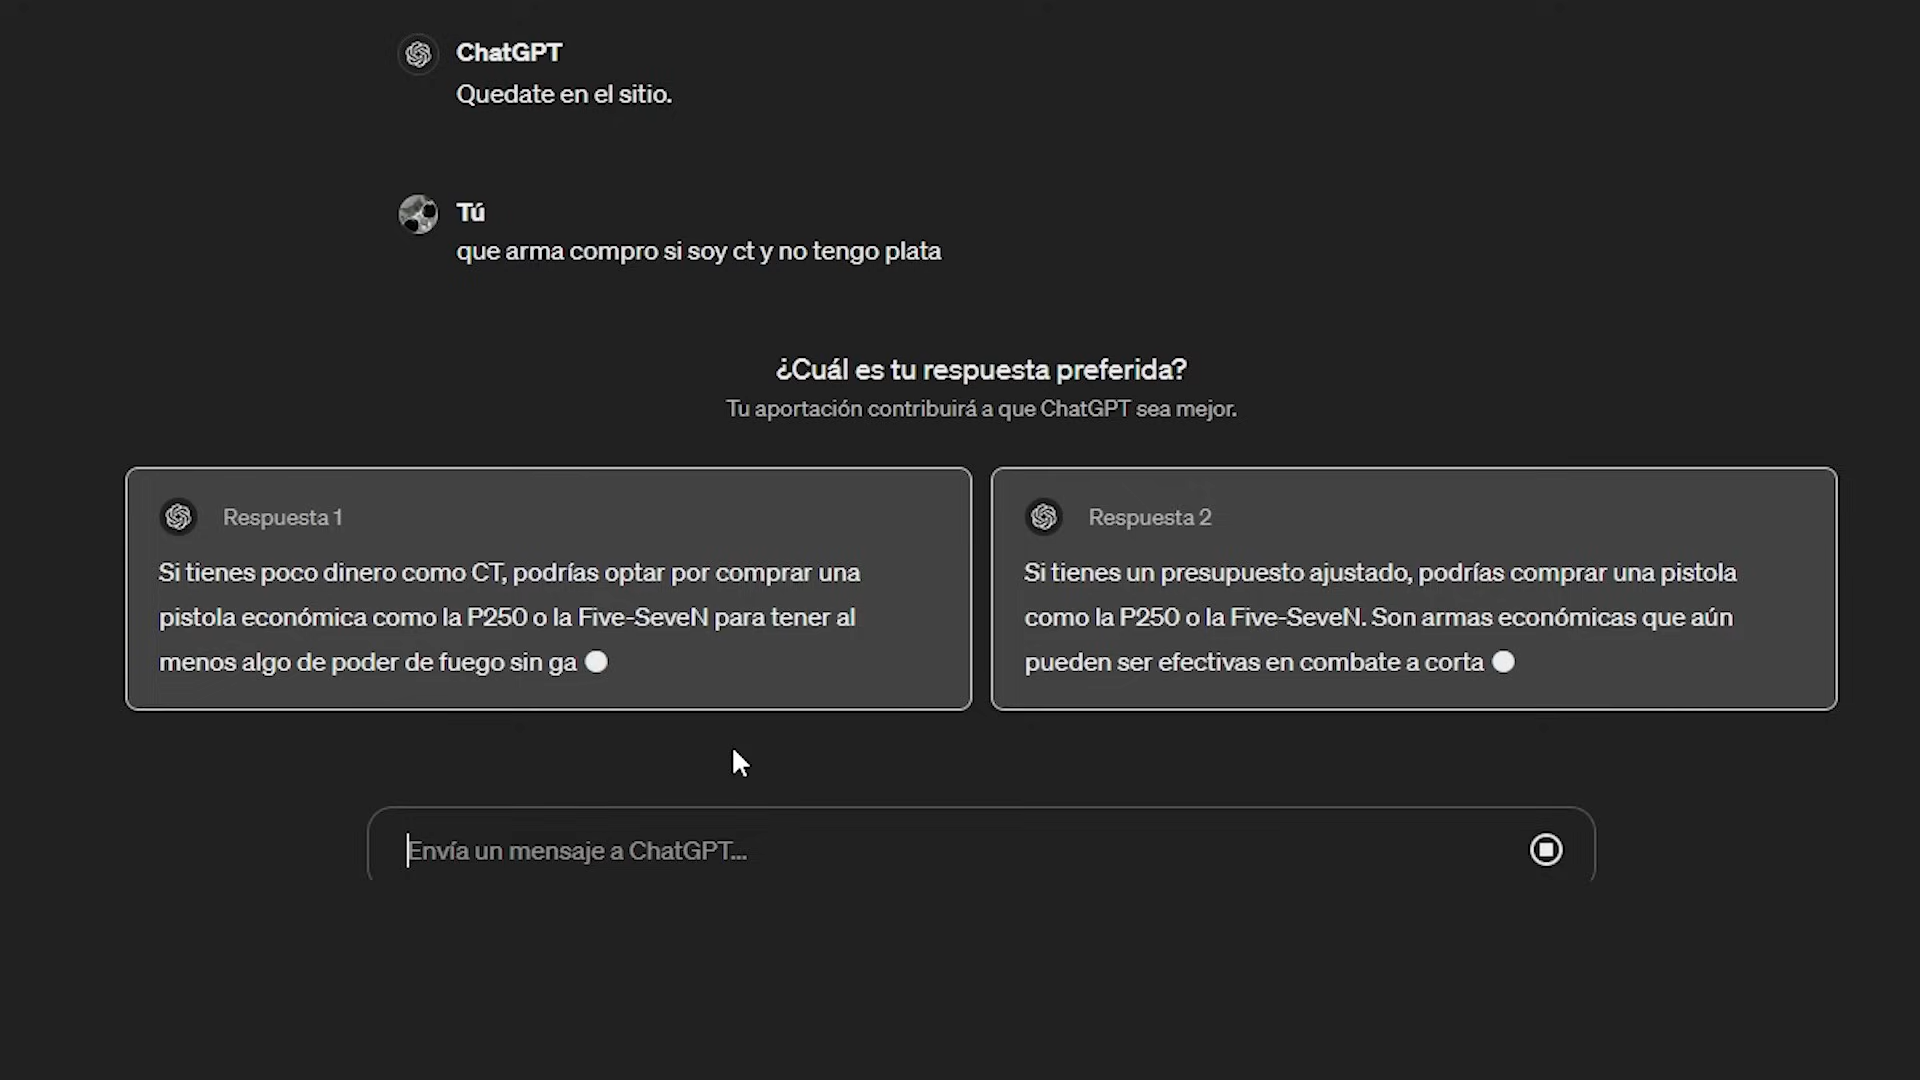 ChatGPT
Quedate en el sitio.
Tú
que arma compro si soy ct y no tengo plata
¿Cuál es tu respuesta preferida?
Tu aportación contribuirá a que ChatGPT sea mejor.
Respuesta 1
Si tienes poco dinero como CT, podrías optar por comprar una
pistola económica como la P250 o la Five-SeveN para tener al
menos algo de poder de fuego sin ga
Respuesta 2
Si tienes un presupuesto ajustado, podrías comprar una pistola
como la P250 o la Five-SeveN. Son armas económicas que aún
pueden ser efectivas en combate a corta
Envía un mensaje a ChatGPT...